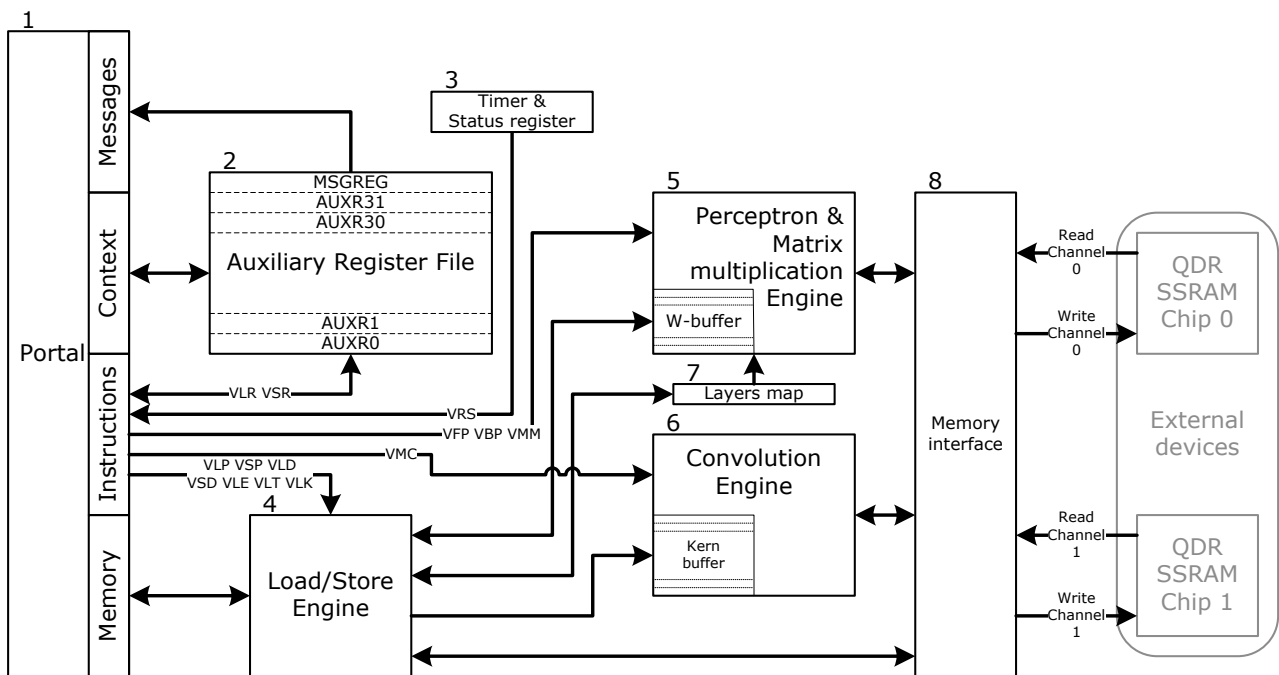 1
Portal
Messages
Context
Instructions
Memory
2
MSGREG
AUXR31
AUXR30
Auxiliary Register File
AUXR1
AUXR0
3
Timer &
Status register
VLR VSR
VRS
VFP VBP VMM
VMC
VLP VSP VLD
VSD VLE VLT VLK
4
Load/Store
Engine
5
Perceptron &
Matrix
multiplication
Engine
W-buffer
7
Layers map
6
Convolution
Engine
Kern
buffer
8
Memory
interface
Read
Channel
0
Write
Channel
0
Read
Channel
1
Write
Channel
1
QDR
SSRAM
Chip 0
External
devices
QDR
SSRAM
Chip 1